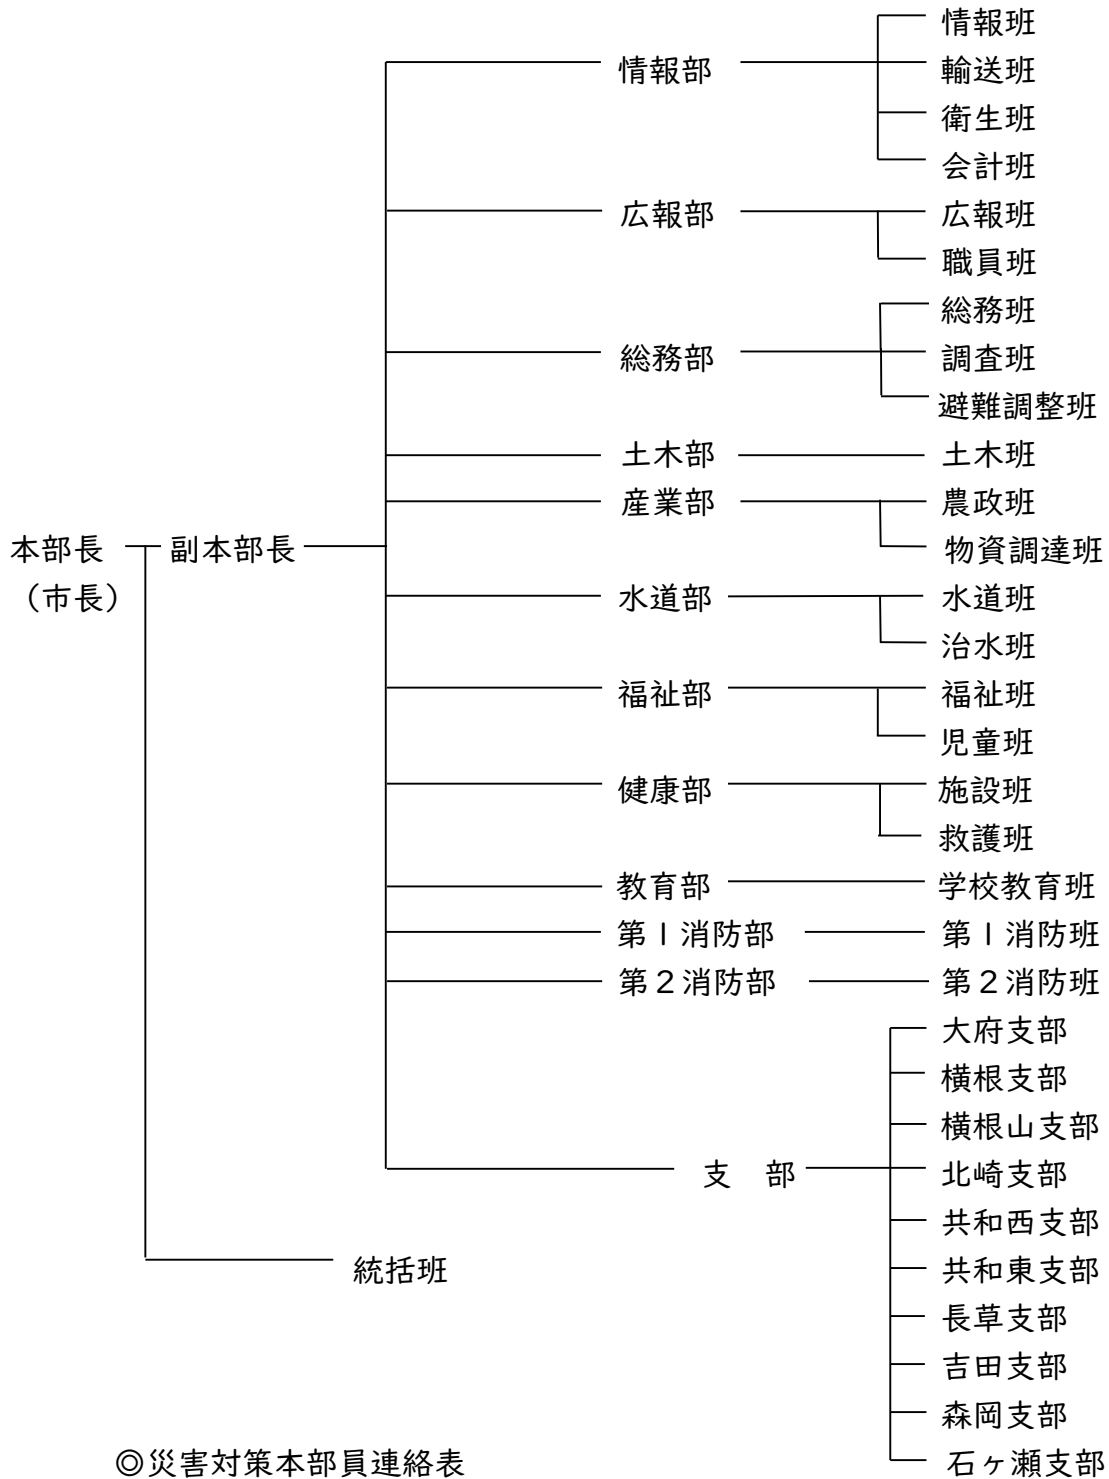 情報班
情報部 輸送班
衛生班
会計班
広報部 広報班
職員班
総務班
総務部 調査班
避難調整班
土木部 土木班
産業部 農政班
本部長 副本部長 物資調達班
（市長） 水道部 水道班
治水班
福祉部 福祉班
児童班
健康部 施設班
救護班
教育部 学校教育班
第1消防部 第1消防班
第２消防部 第２消防班
大府支部
横根支部
横根山支部
支　部 北崎支部
共和西支部
統括班 共和東支部
長草支部
吉田支部
森岡支部
◎災害対策本部員連絡表 石ヶ瀬支部